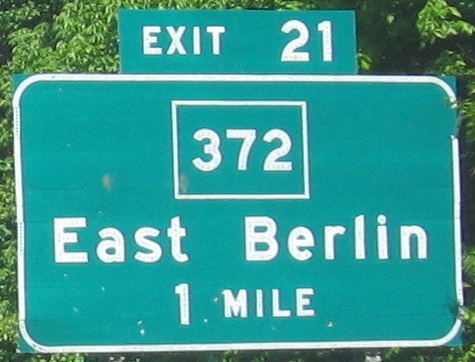 EXIT 21
372
East Berlin
1 MILE